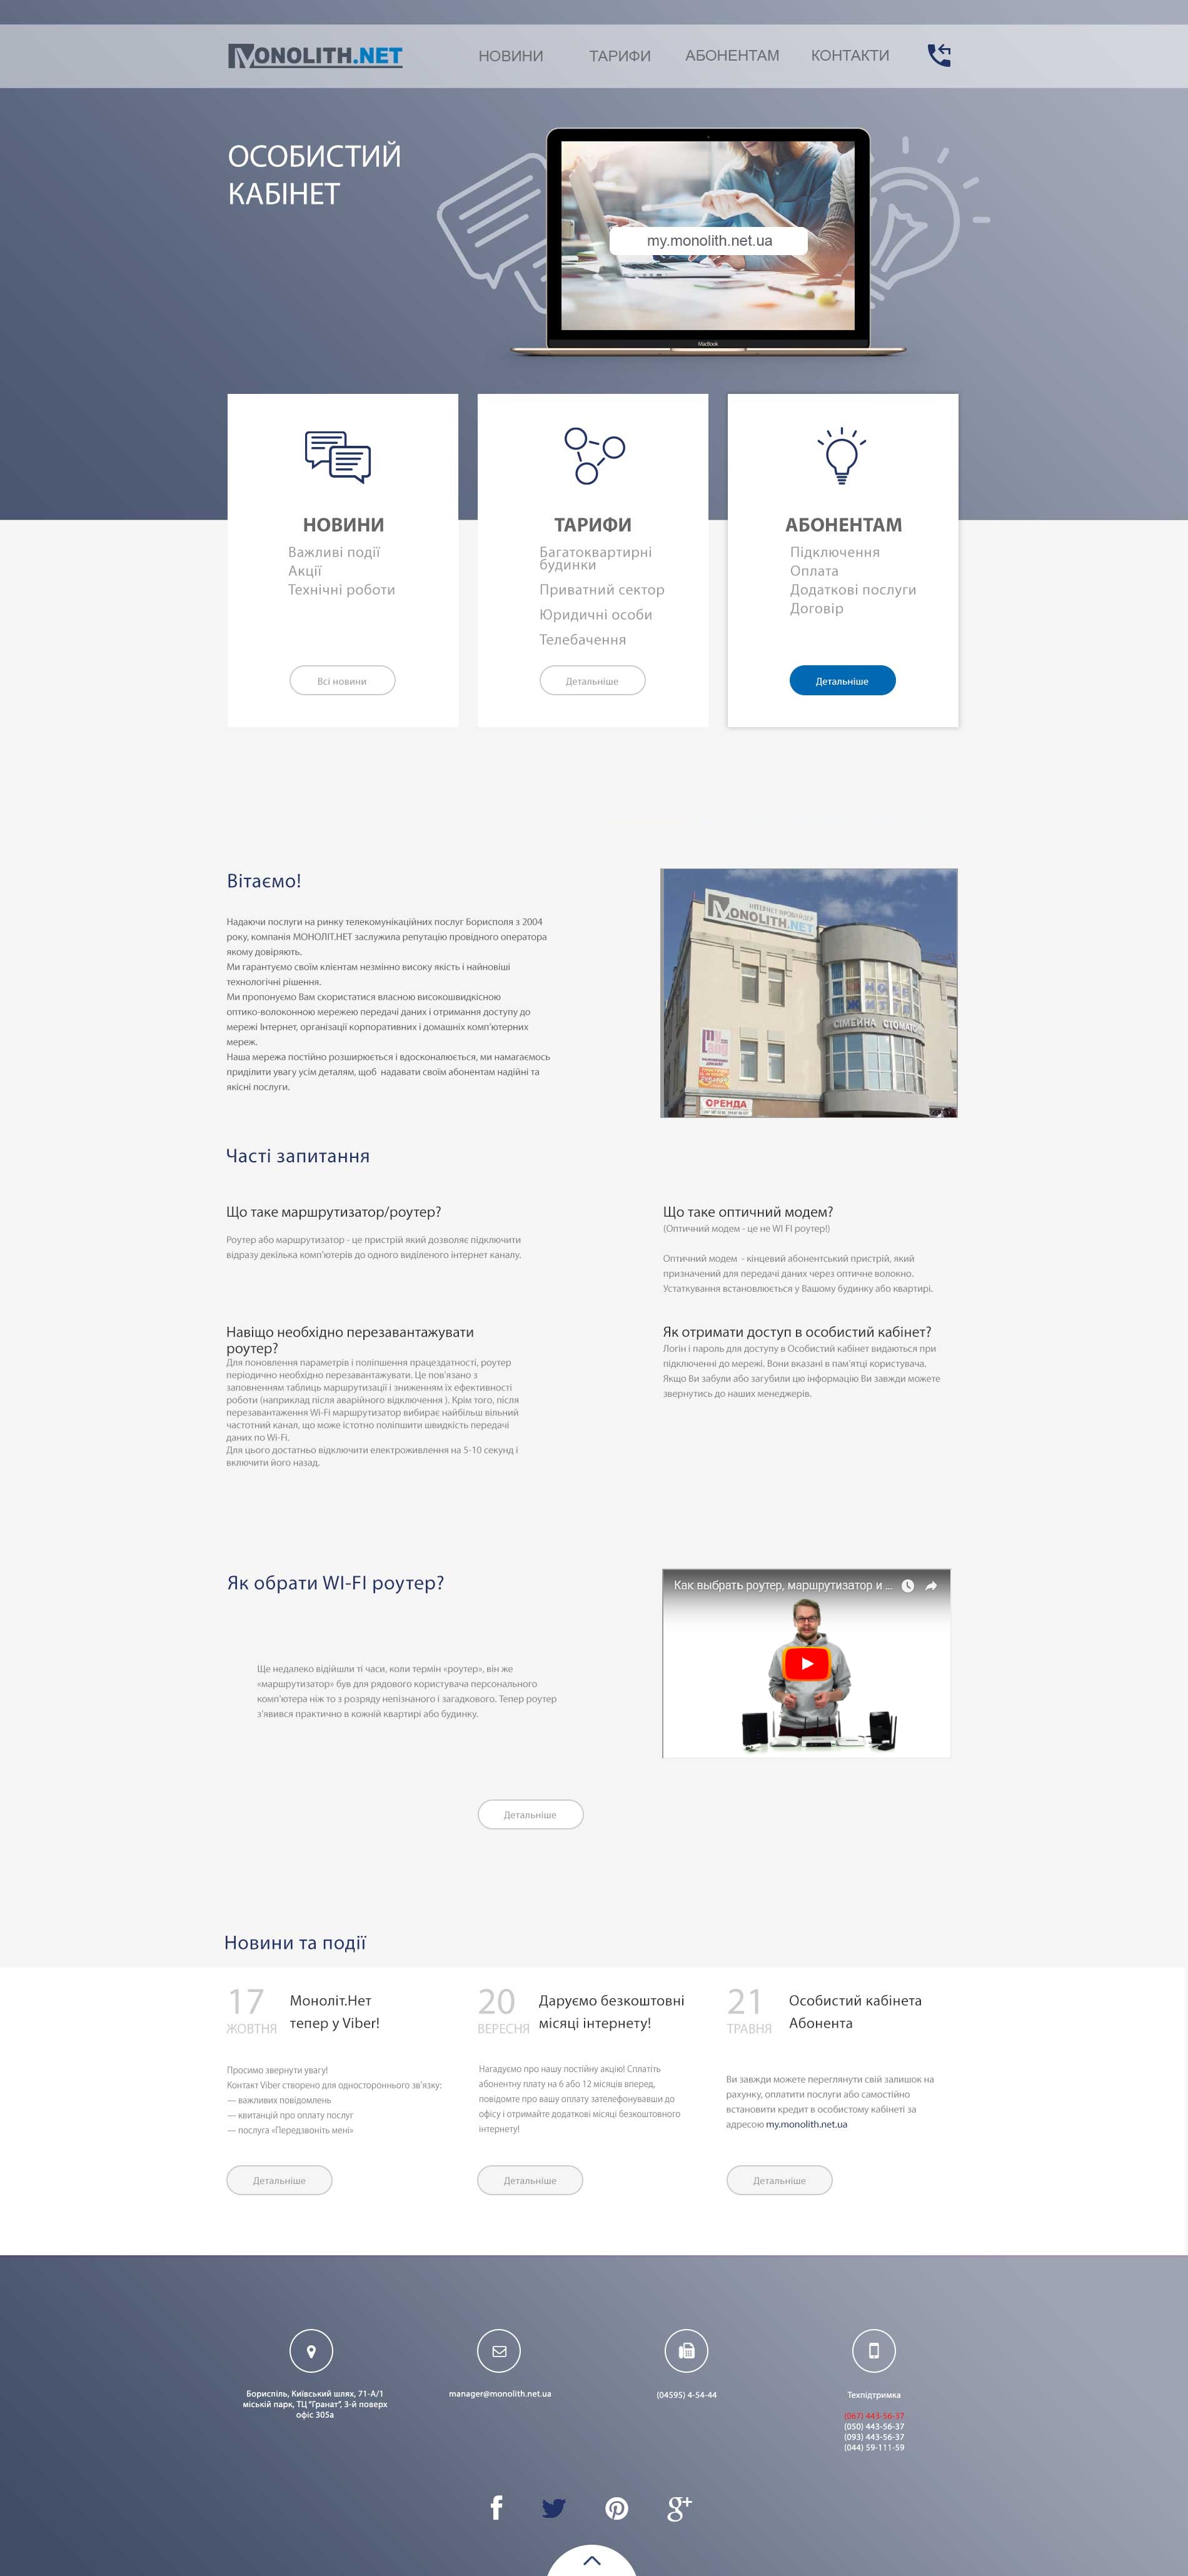 MONOLITH.NET
НОВИНИ
ТАРИФИ
АБОНЕНТАМ
КОНТАКТИ
ОСОБИСТИЙ
КАБІНЕТ
my.monolith.net.ua
MacBook
НОВИНИ
Важливі події
Акції
Технічні роботи
Всі новини
ТАРИФИ
Багатоквартирні
будинки
Приватний сектор
Юридичні особи
Телебачення
Детальніше
АБОНЕНТАМ
Підключення
Оплата
Додаткові послуги
Договір
Детальніше
Вітаємо!
Надаючи послуги на ринку телекомунікаційних послуг Борисполя з 2004
року, компанія МОНОЛІТ.НЕТ заслужила репутацію провідного оператора
якому довіряють.
Ми гарантуємо своїм клієнтам незмінно високу якість і найновіші
технологічні рішення.
Ми пропонуємо Вам скористатися власною високошвидкісною
оптико-волоконною мережею передачі даних і отримання доступу до
мережі Інтернет, організації корпоративних і домашніх комп'ютерних
мереж.
Наша мережа постійно розширюється і вдосконалюється, ми намагаємось
приділити увагу усім деталям, щоб надавати своїм абонентам надійні та
якісні послуги.
ІНТЕРНЕТ ПРОВАЙДЕР
MONOLITH.NET
СІМЕЙНА СТОМАТО
my
Lang
ОРЕНДА
Часті запитання
Що таке маршрутизатор/роутер?
Роутер або маршрутизатор - це пристрій який дозволяє підключити
відразу декілька комп'ютерів до одного виділеного інтернет каналу.
Що таке оптичний модем?
(Оптичний модем - це не WI FI роутер!)
Оптичний модем - кінцевий абонентський пристрій, який
призначений для передачі даних через оптичне волокно.
Устаткування встановлюється у Вашому будинку або квартирі.
Навіщо необхідно перезавантажувати
роутер?
Для поновлення параметрів і поліпшення працездатності, роутер
періодично необхідно перезавантажувати. Це пов'язано з
заповненням таблиць маршрутизації і зниженням їх ефективності
роботи (наприклад після аварійного відключення ). Крім того, після
перезавантаження Wi-Fi маршрутизатор вибирає найбільш вільний
частотний канал, що може істотно поліпшити швидкість передачі
даних по Wi-Fi.
Для цього достатньо відключити електроживлення на 5-10 секунд і
включити його назад.
Як отримати доступ в особистий кабінет?
Логін і пароль для доступу в Особистий кабінет видаються при
підключенні до мережі. Вони вказані в пам'ятці користувача.
Якщо Ви забули або загубили цю інформацію Ви завжди можете
звернутись до наших менеджерів.
Як обрати WI-FI роутер?
Ще недалеко відійшли ті часи, коли термін «роутер», він же
«маршрутизатор» був для рядового користувача персонального
комп'ютера ніж то з розряду непізнаного і загадкового. Тепер роутер
з'явився практично в кожній квартирі або будинку.
Как выбрать роутер, маршрутизатор и ...
Детальніше
Новини та події
17
ЖОВТНЯ
Моноліт.Нет
тепер у Viber!
Просимо звернути увагу!
Контакт Viber створено для одностороннього зв'язку:
— важливих повідомлень
— квитанцій про оплату послуг
— послуга «Передзвоніть мені»
Детальніше
20
ВЕРЕСНЯ
Даруємо безкоштовні
місяці інтернету!
Нагадуємо про нашу постійну акцію! Сплатіть
абонентну плату на 6 або 12 місяців вперед,
повідомте про вашу оплату зателефонувавши до
офісу і отримайте додаткові місяці безкоштовного
інтернету!
Детальніше
21
ТРАВНЯ
Особистий кабінета
Абонента
Ви завжди можете переглянути свій залишок на
рахунку, оплатити послуги або самостійно
встановити кредит в особистому кабінеті за
адресою my.monolith.net.ua
Детальніше
Бориспіль, Київський шлях, 71-А/1
міській парк, ТЦ "Гранат", 3-й поверх
офіс 305а
manager@monolith.net.ua
(04595) 4-54-44
Техпідтримка
(067) 443-56-37
(050) 443-56-37
(093) 443-56-37
(044) 59-111-59